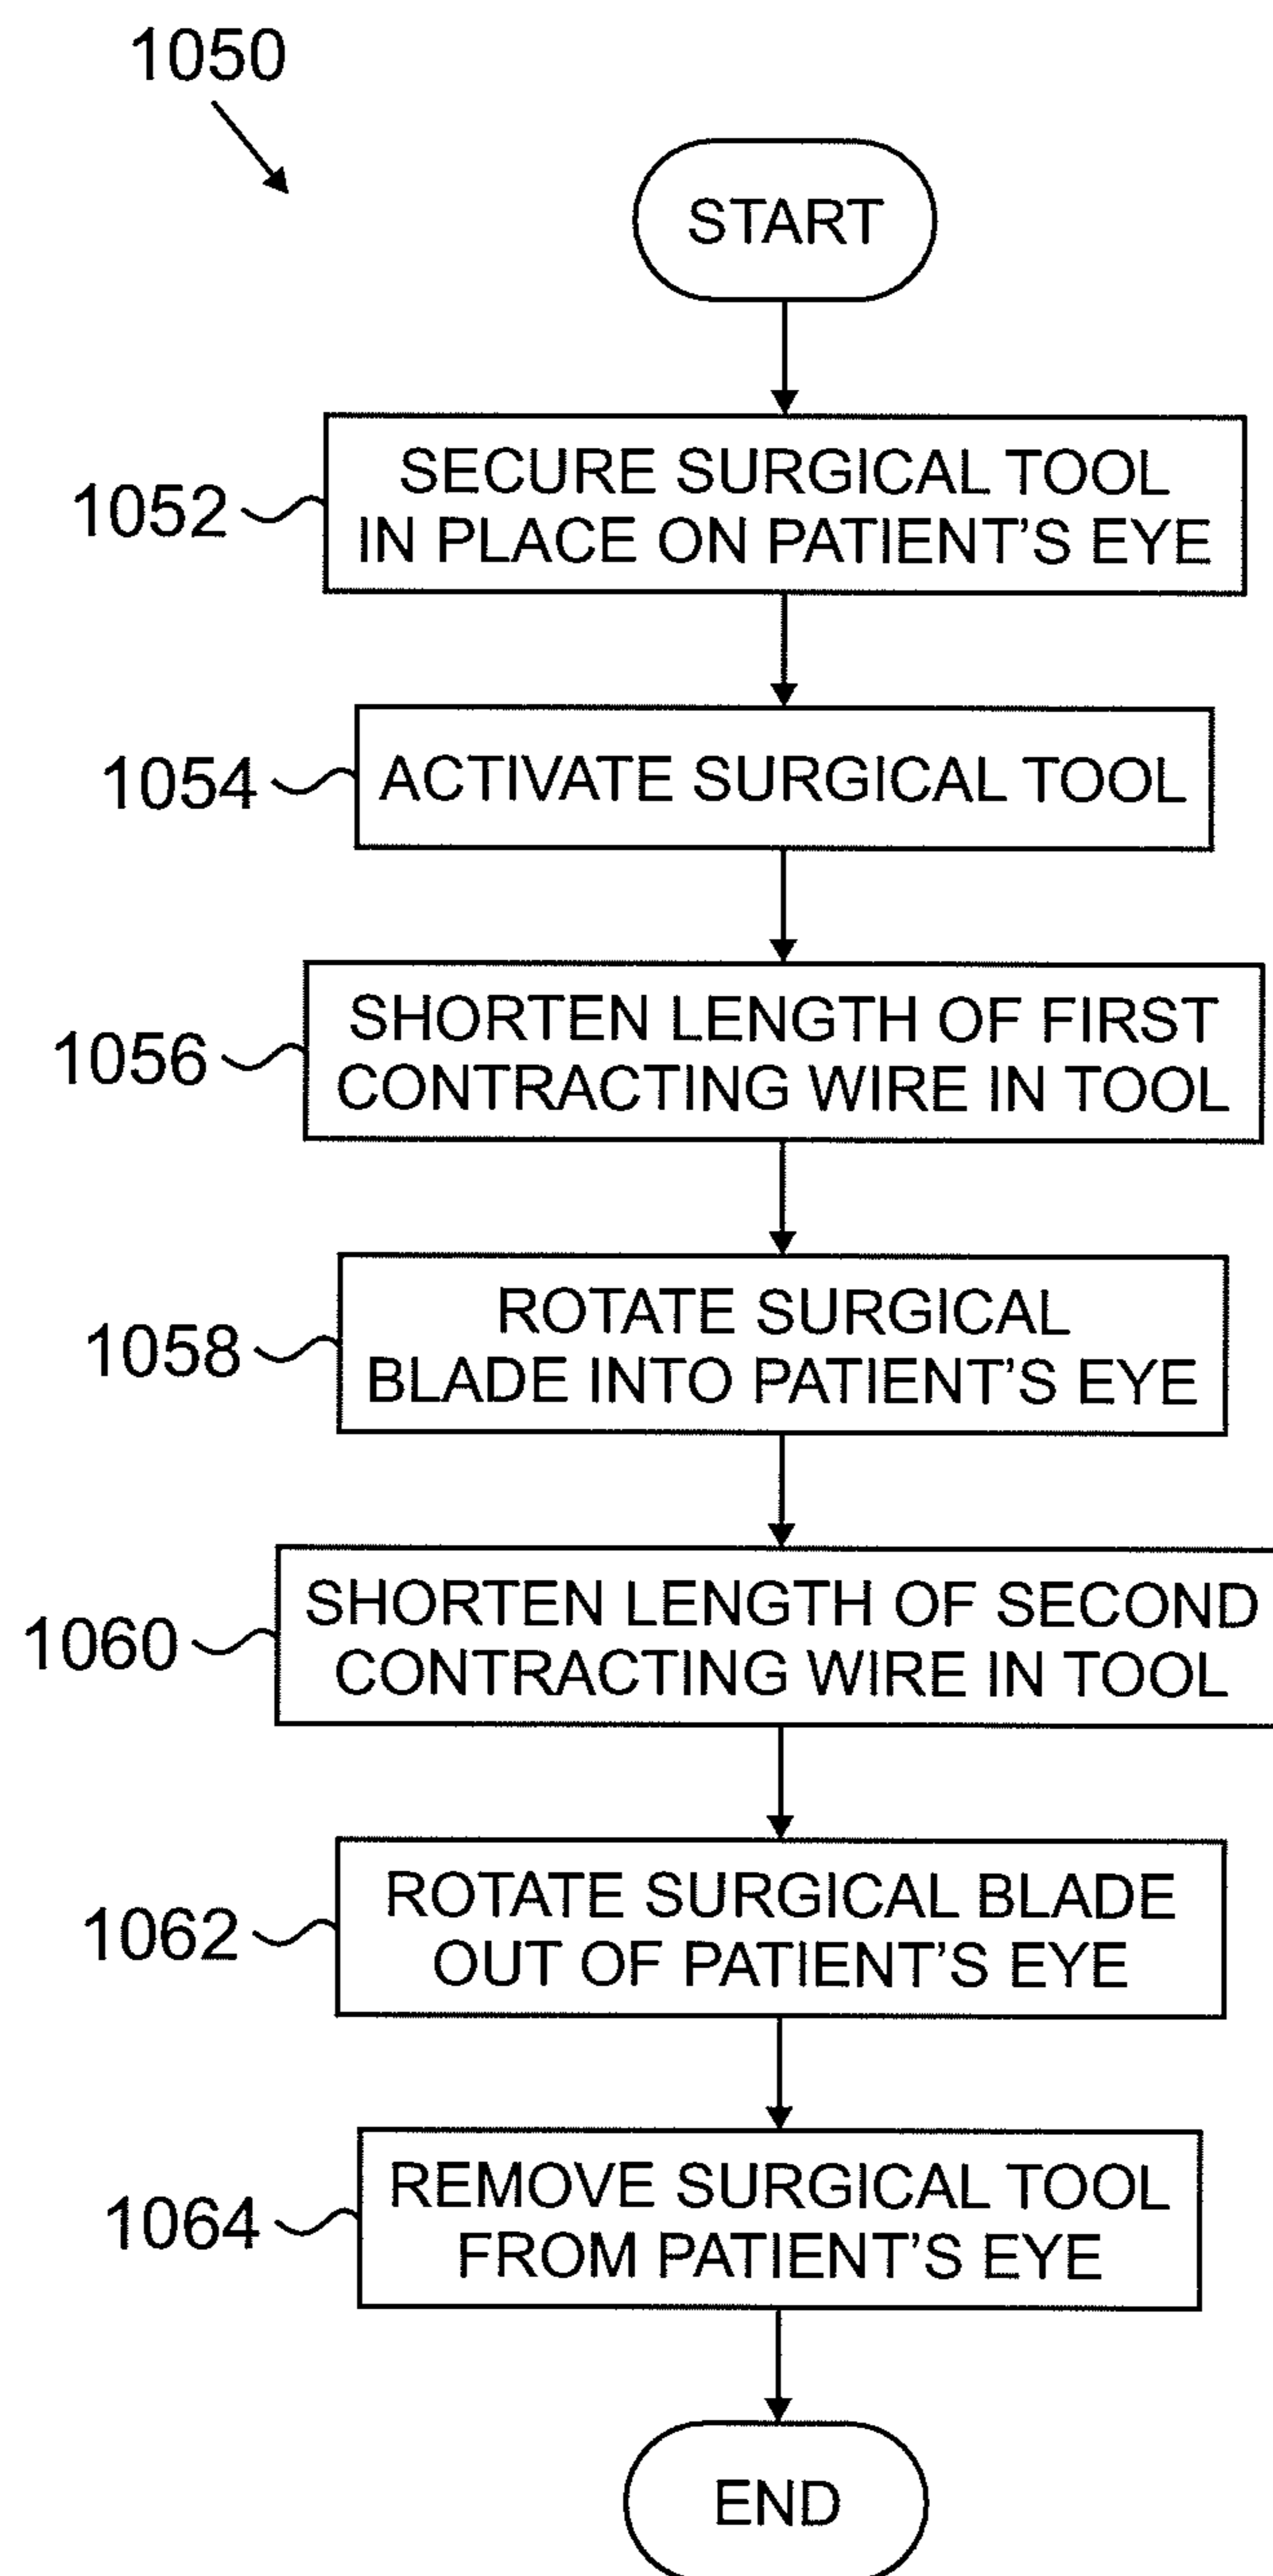 1050
START
1052
SECURE SURGICAL TOOL
IN PLACE ON PATIENT'S EYE
1054
ACTIVATE SURGICAL TOOL
1056
SHORTEN LENGTH OF FIRST
CONTRACTING WIRE IN TOOL
1058
ROTATE SURGICAL
BLADE INTO PATIENT'S EYE
1060
SHORTEN LENGTH OF SECOND
CONTRACTING WIRE IN TOOL
1062
ROTATE SURGICAL BLADE
OUT OF PATIENT'S EYE
1064
REMOVE SURGICAL TOOL
FROM PATIENT'S EYE
END